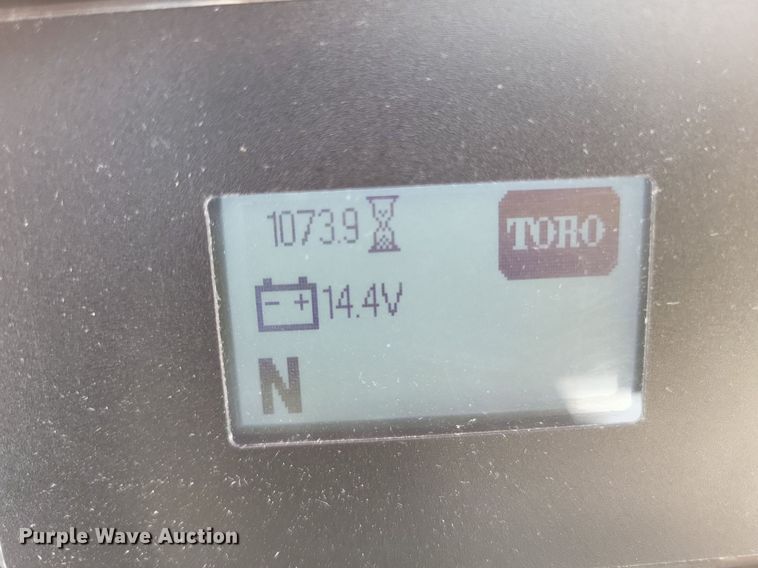 1073.9
TORO
14.4V
N
Purple Wave Auction